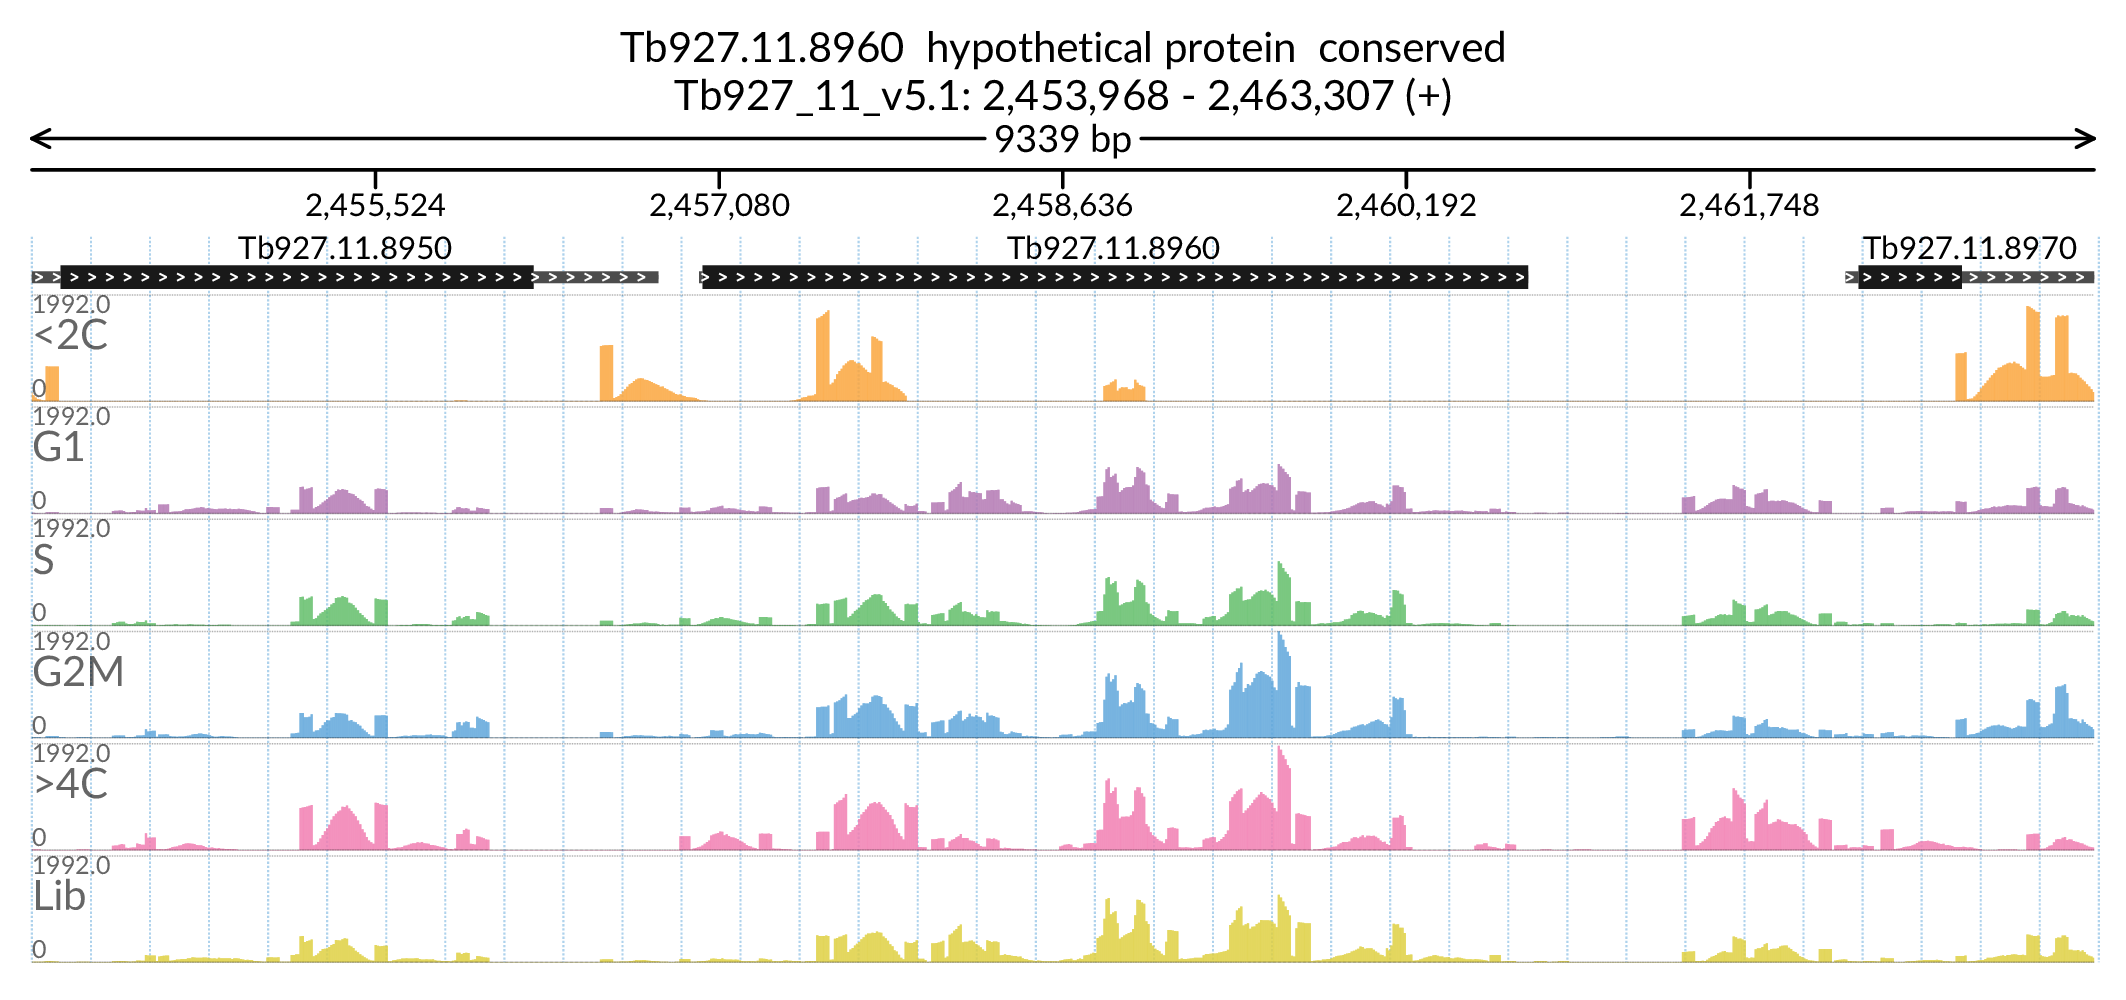 Tb927.11.8960 hypothetical protein conserved
Tb927_11_v5.1: 2,453,968 - 2,463,307 (+)
9339 bp
2,455,524 2,457,080 2,458,636 2,460,192 2,461,748
Tb927.11.8950 Tb927.11.8960 Tb927.11.8970
1992.0
<2C
0
1992.0
G1
0
1992.0
S
0
1992.0
G2M
0
1992.0
>4C
0
1992.0
Lib
0